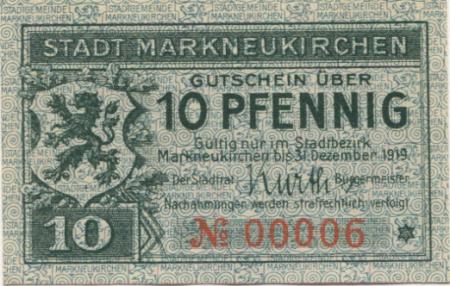 STADT MARKNEUKIRCHEN
GUTSCHEIN ÜBER
10 PFENNIG
Gültig nur im Stadtbezirk
Markneukirchen bis 31. Dezember 1919.
Der Stadtrat Kurth Bürgermeister
Nachahmungen werden strafrechtlich verfolgt
10 № 00006